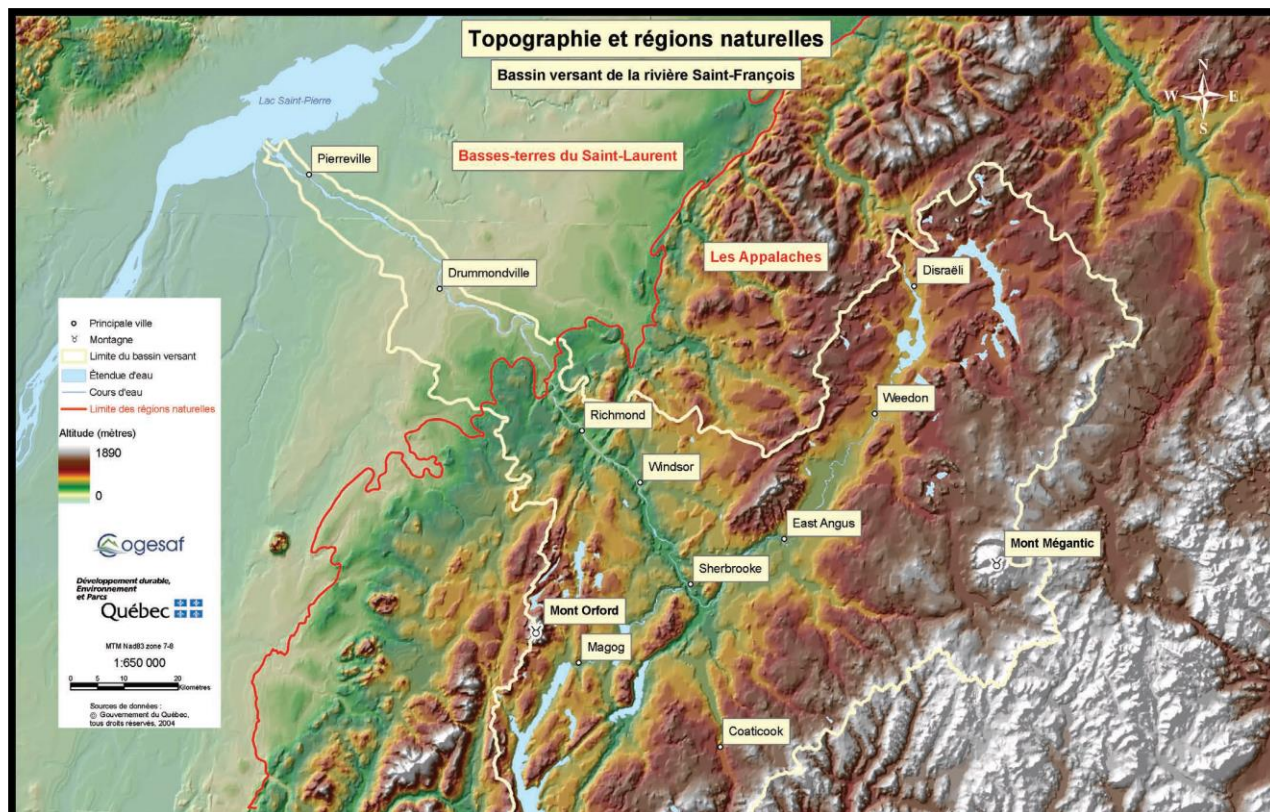 Topographie et régions naturelles
Bassin versant de la rivière Saint-François
N
W E
S
Lac Saint-Pierre
Pierreville
Basses-terres du Saint-Laurent
Les Appalaches
Drummondville
Disraëli
Weedon
Richmond
Windsor
East Angus
Mont Mégantic
Sherbrooke
Mont Orford
Magog
Coaticook
Principale ville
Montagne
Limite du bassin versant
Étendue d'eau
Cours d'eau
Limite des régions naturelles
Altitude (mètres)
1890
0
Cogesaf
Développement durable,
Environnement
et Parcs
Québec
MTM Nad83 zone 7-8
1:650 000
0 5 10 20
Kilomètres
Sources de données :
© Gouvernement du Québec,
tous droits réservés, 2004